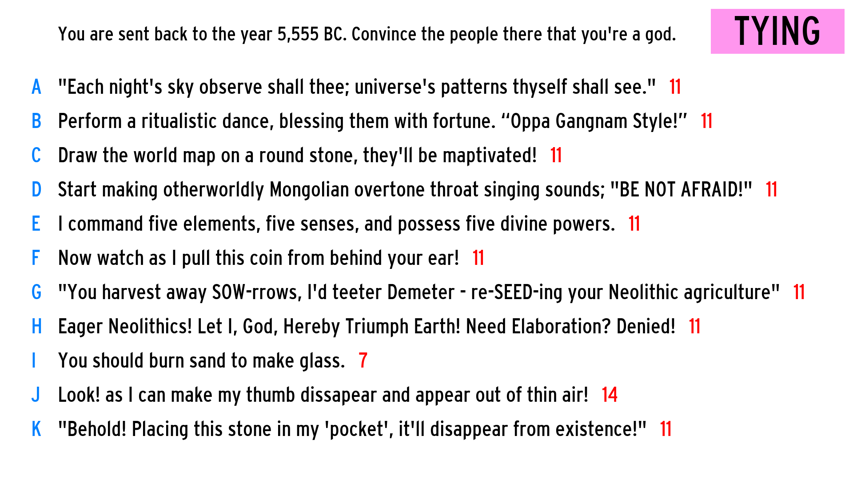 You are sent back to the year 5,555 BC. Convince the people there that you're a god.
TYING
A "Each night's sky observe shall thee; universe's patterns thyself shall see." 11
B Perform a ritualistic dance, blessing them with fortune. “Oppa Gangnam Style!” 11
C Draw the world map on a round stone, they'll be maptivated! 11
D Start making otherworldly Mongolian overtone throat singing sounds; "BE NOT AFRAID!" 11
E I command five elements, five senses, and possess five divine powers. 11
F Now watch as I pull this coin from behind your ear! 11
G "You harvest away SOW-rrows, I'd teeter Demeter - re-SEED-ing your Neolithic agriculture" 11
H Eager Neolithics! Let I, God, Hereby Triumph Earth! Need Elaboration? Denied! 11
I You should burn sand to make glass. 7
J Look! as I can make my thumb dissapear and appear out of thin air! 14
K "Behold! Placing this stone in my 'pocket', it'll disappear from existence!" 11